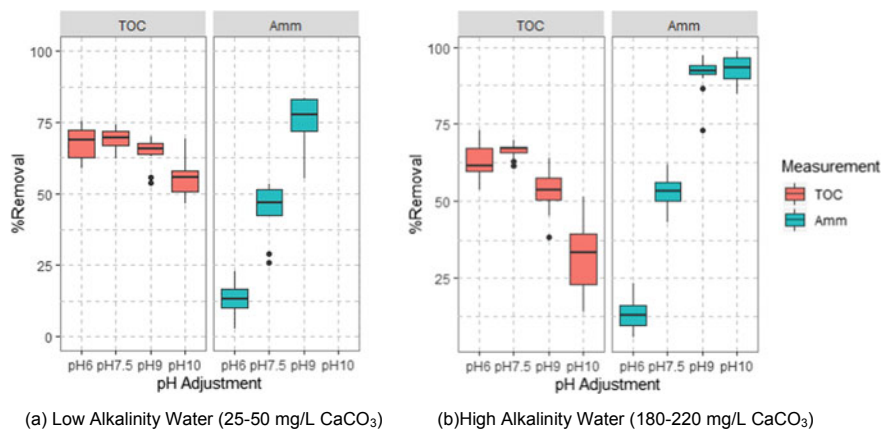 TOC Amm
100
75
50
25
0
%Removal
pH6 pH7.5 pH9 pH10 pH6 pH7.5 pH9 pH10
pH Adjustment
(a) Low Alkalinity Water (25-50 mg/L CaCO₃)
TOC Amm
100
75
50
25
%Removal
pH6 pH7.5 pH9 pH10 pH6 pH7.5 pH9 pH10
pH Adjustment
(b)High Alkalinity Water (180-220 mg/L CaCO₃)
Measurement
TOC
Amm